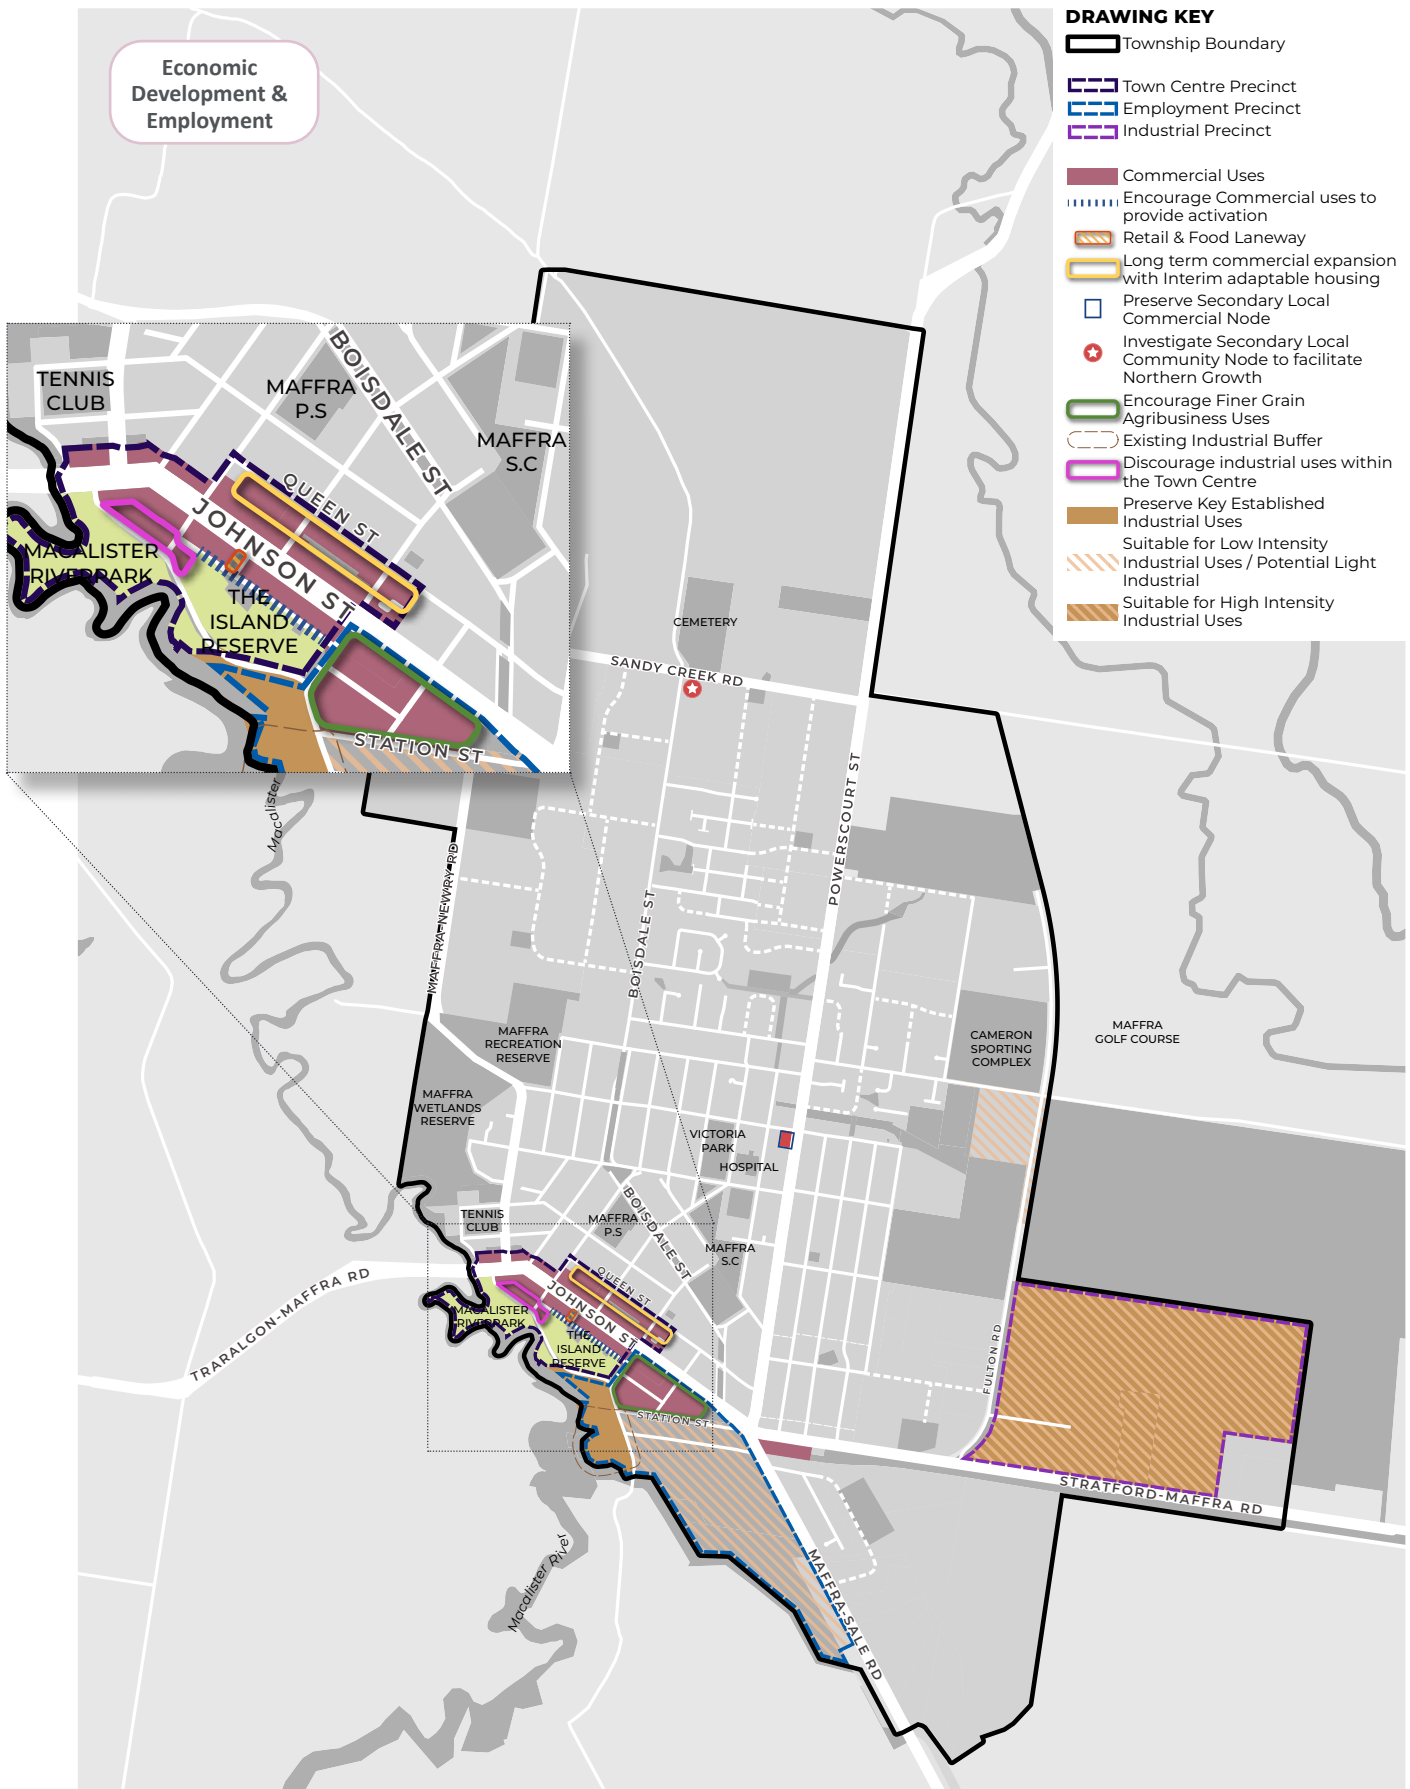 Economic
Development &
Employment
DRAWING KEY
Township Boundary
Town Centre Precinct
Employment Precinct
Industrial Precinct
Commercial Uses
Encourage Commercial uses to
provide activation
Retail & Food Laneway
Long term commercial expansion
with Interim adaptable housing
Preserve Secondary Local
Commercial Node
Investigate Secondary Local
Community Node to facilitate
Northern Growth
Encourage Finer Grain
Agribusiness Uses
Existing Industrial Buffer
Discourage industrial uses within
the Town Centre
Preserve Key Established
Industrial Uses
Suitable for Low Intensity
Industrial Uses / Potential Light
Industrial
Suitable for High Intensity
Industrial Uses
TENNIS
CLUB
MAFFRA
P.S
BOISDALE ST
MAFFRA
S.C
QUEEN ST
JOHNSON ST
MACALISTER
RIVERPARK
THE
ISLAND
RESERVE
STATION ST
CEMETERY
SANDY CREEK RD
Macalister
POWERSCOURT ST
MAFFRA-NEWRY RD
BOISDALE ST
MAFFRA
RECREATION
RESERVE
CAMERON
SPORTING
COMPLEX
MAFFRA
GOLF COURSE
MAFFRA
WETLANDS
RESERVE
VICTORIA
PARK
HOSPITAL
TENNIS
CLUB
MAFFRA
P.S
BOISDALE ST
MAFFRA
S.C
TRARALGON-MAFFRA RD
QUEEN ST
JOHNSON ST
MACALISTER
RIVERPARK
THE
ISLAND
RESERVE
STATION ST
FULTON RD
STRATFORD-MAFFRA RD
Macalister River
MAFFRA-SALE RD